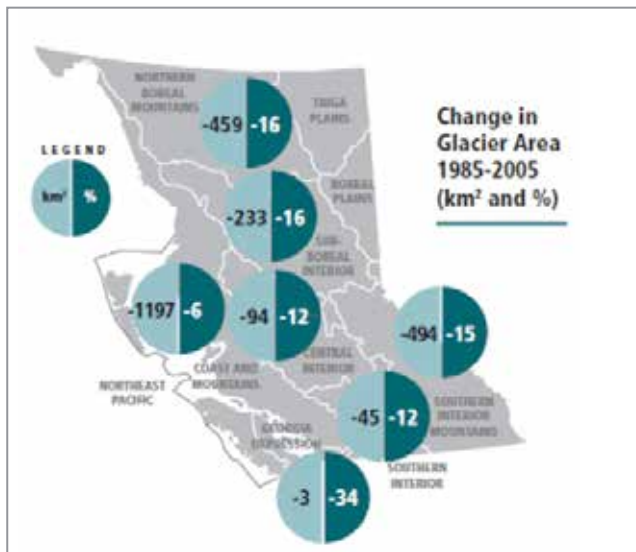 NORTHERN
BOREAL
MOUNTAINS
TAIGA
PLAINS
-459 -16
Change in
Glacier Area
1985-2005
(km² and %)
LEGEND
km² %
BOREAL
PLAINS
-233 -16
SUB-
BOREAL
INTERIOR
-1197 -6
-94 -12
-494 -15
CENTRAL
INTERIOR
COAST AND
MOUNTAINS
NORTHEAST
PACIFIC
SOUTHERN
INTERIOR
MOUNTAINS
-45 -12
GEORGIA
DEPRESSION
SOUTHERN
INTERIOR
-3 -34